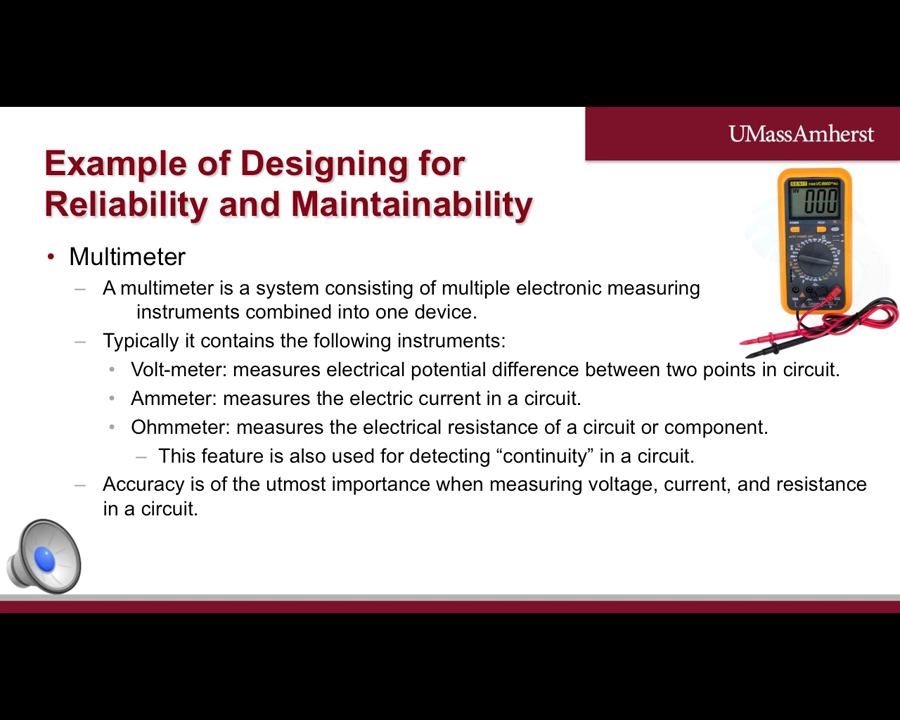 UMassAmherst
Example of Designing for
Reliability and Maintainability
• Multimeter
– A multimeter is a system consisting of multiple electronic measuring
instruments combined into one device.
– Typically it contains the following instruments:
• Volt-meter: measures electrical potential difference between two points in circuit.
• Ammeter: measures the electric current in a circuit.
• Ohmmeter: measures the electrical resistance of a circuit or component.
– This feature is also used for detecting “continuity” in a circuit.
– Accuracy is of the utmost importance when measuring voltage, current, and resistance
in a circuit.
000